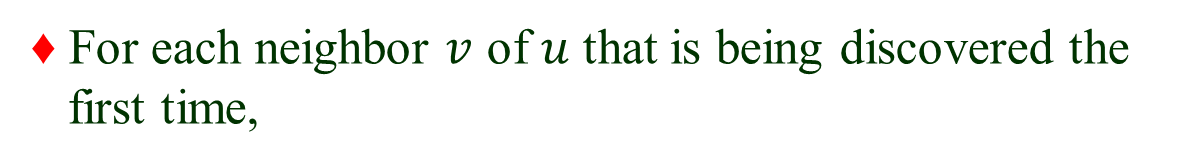 ♦ For each neighbor v of u that is being discovered the
first time,